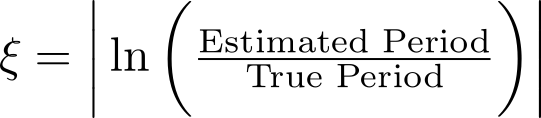 ξ = | ln ( Estimated Period / True Period ) |